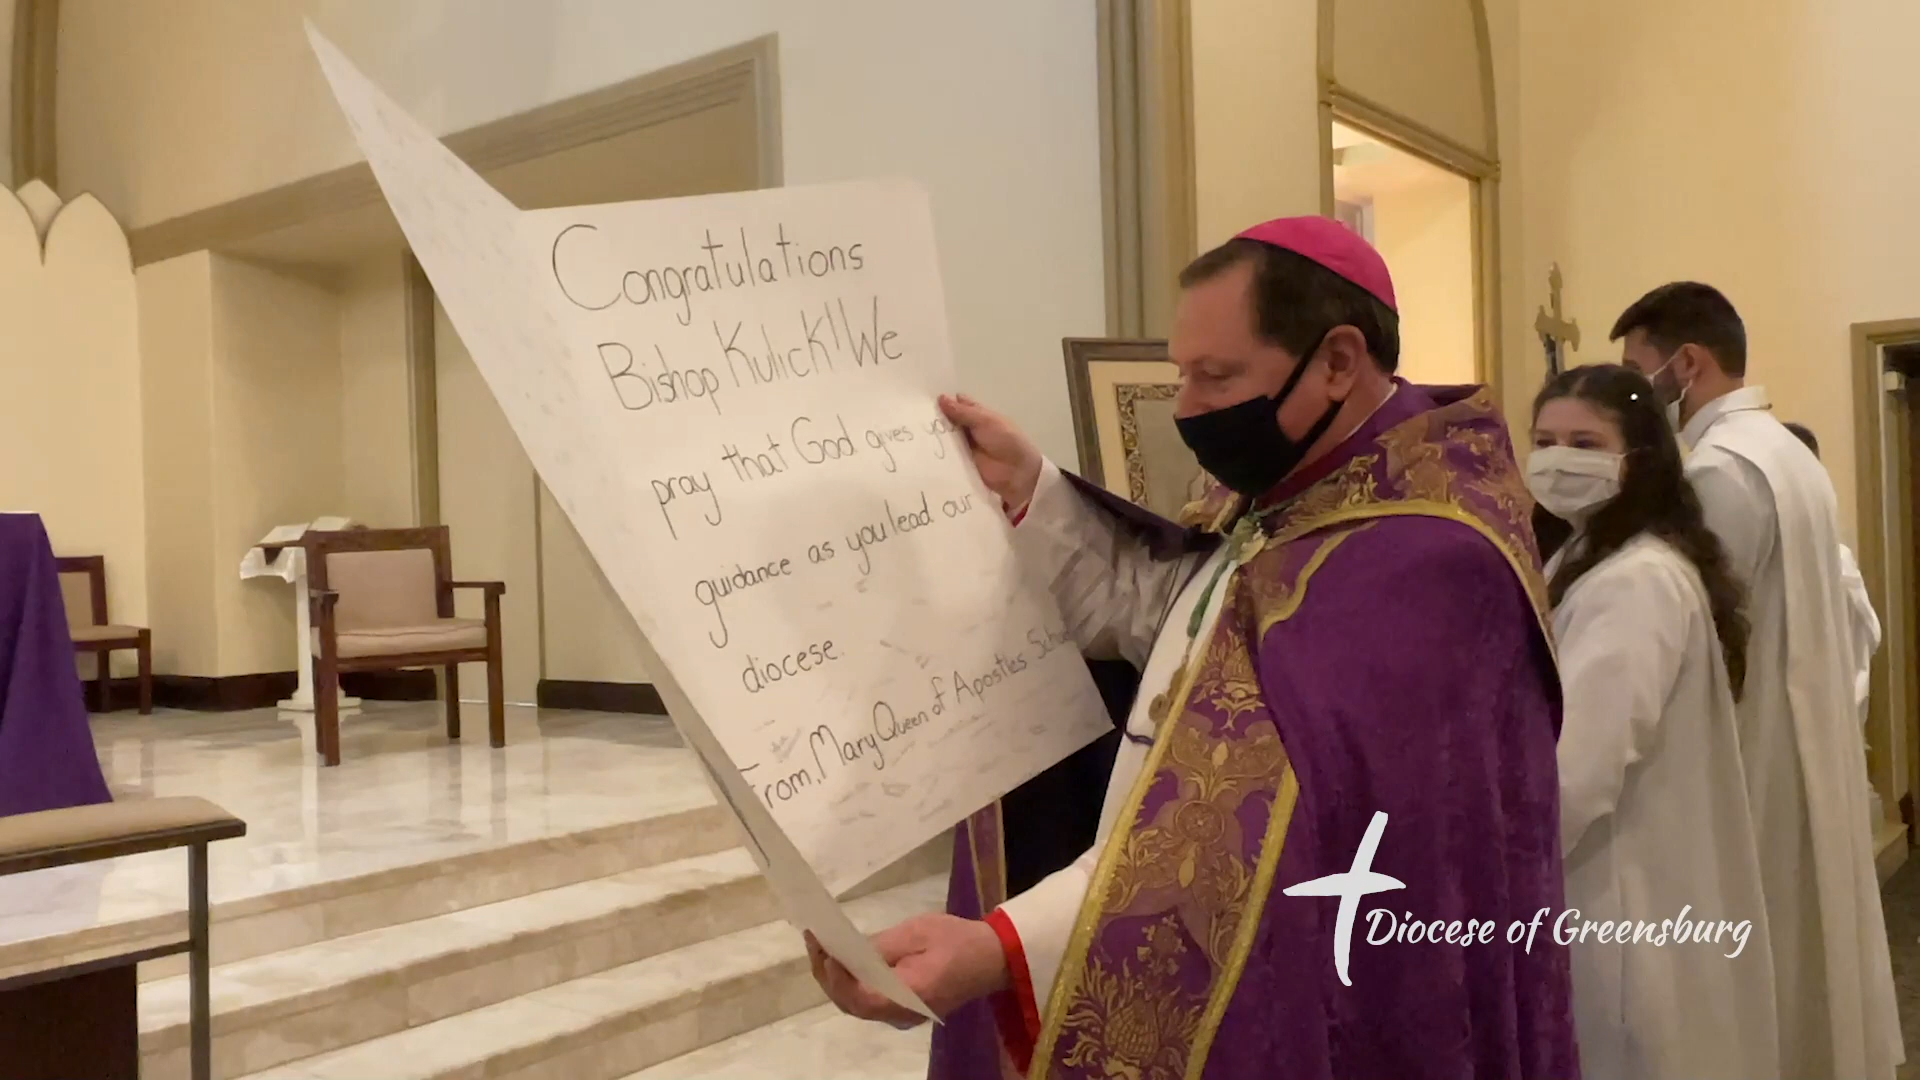 Congratulations
Bishop Kulick! We
pray that God gives you
guidance as you lead our
diocese.
From, Mary Queen of Apostles School
Diocese of Greensburg